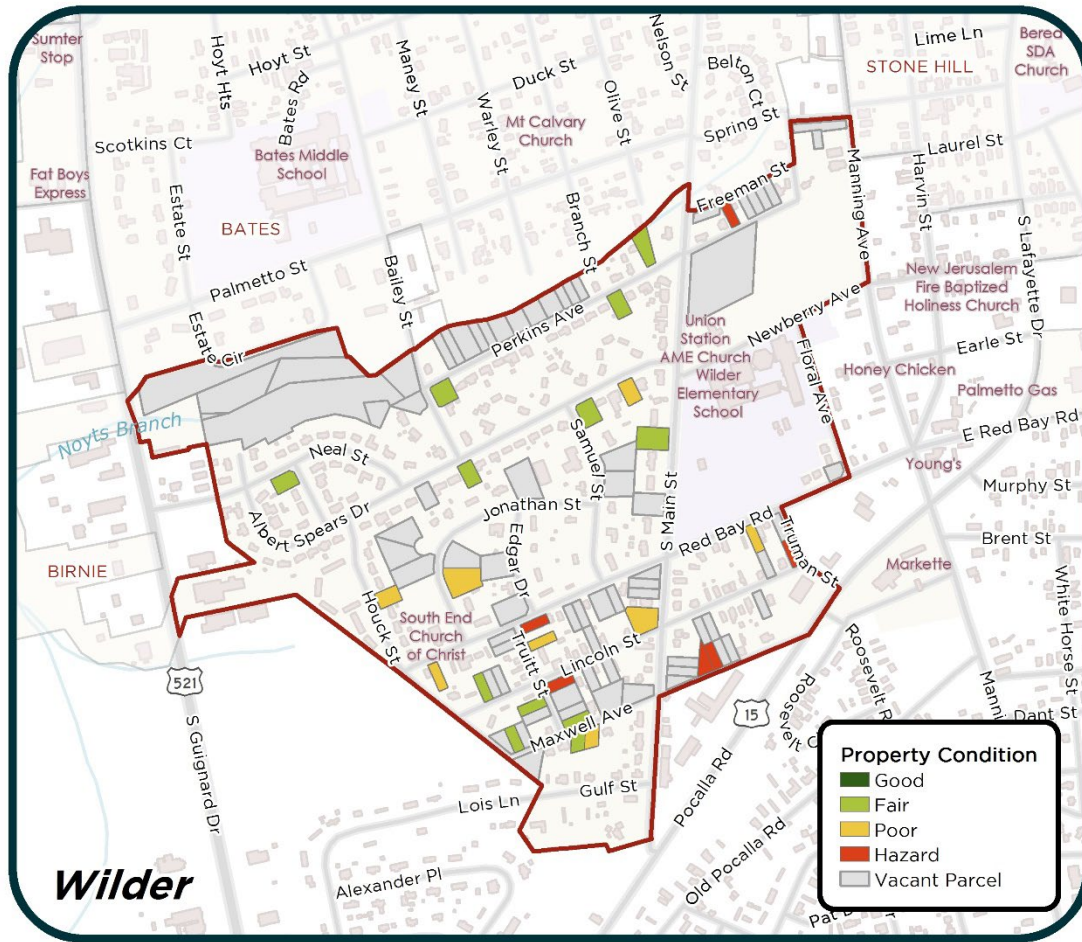 Sumter
Stop
Hoyt Hts
Hoyt St
Bates Rd
Maney St
Duck St
Warley St
Mt Calvary
Church
Olive St
Nelson St
Belton Ct
Spring St
Lime Ln
STONE HILL
Bered
SDA
Church
Scotkins Ct
Bates Middle
School
Fat Boys
Express
Estate St
BATES
Palmetto St
Bailey St
Branch St
Freeman St
Manning Ave
Laurel St
Harvin St
S Lafayette Dr
New Jerusalem
Fire Baptized
Holiness Church
Estate Cir
Perkins Ave
Union
Station
AME Church
Wilder
Elementary
School
Newberry Ave
Floral Ave
Earle St
Honey Chicken
Palmetto Gas
Noyts Branch
Neal St
Samuel St
E Red Bay Rd
Young's
Albert Spears Dr
Jonathan St
S Main St
Murphy St
Edgar Dr
Red Bay Rd
Truman St
Brent St
Markette
BIRNIE
Houck St
South End
Church
of Christ
Truitt St
Lincoln St
White Horse St
521
S Guignard Dr
Maxwell Ave
15
Roosevelt R
Roosevelt C
Manni
Dant St
Lois Ln
Gulf St
Pocalla Rd
Old Pocalla Rd
Alexander Pl
Wilder
Property Condition
Good
Fair
Poor
Hazard
Vacant Parcel